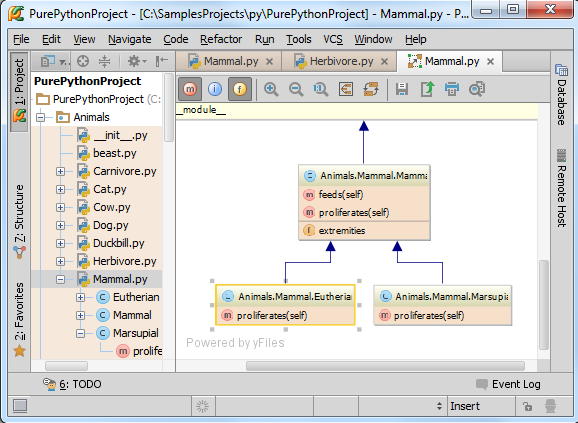 PurePythonProject - [C:\SamplesProjects\py\PurePythonProject] - Mammal.py - P...
File Edit View Navigate Code Refactor Run Tools VCS Window Help
1: Project
Z: Structure
2: Favorites
PurePythonProject
PurePythonProject (C:
Animals
__init__.py
beast.py
Carnivore.py
Cat.py
Cow.py
Dog.py
Duckbill.py
Herbivore.py
Mammal.py
Eutherian
Mammal
Marsupial
prolife
Mammal.py Herbivore.py Mammal.py
__module__
Animals.Mammal.Mamma
feeds(self)
proliferates(self)
extremities
Animals.Mammal.Eutheria
proliferates(self)
Animals.Mammal.Marsupia
proliferates(self)
Powered by yFiles
Database
Remote Host
6: TODO
Event Log
Insert